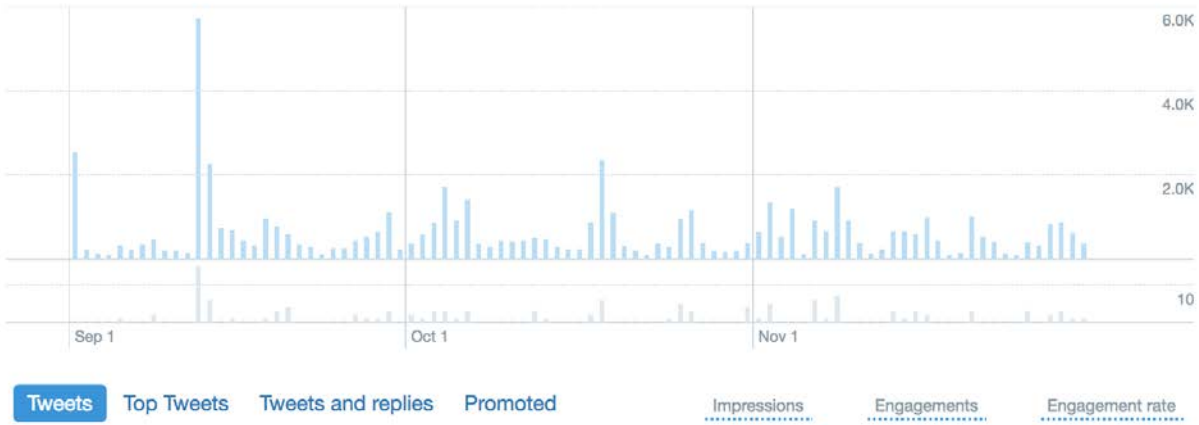 6.0K
4.0K
2.0K
10
Sep 1 Oct 1 Nov 1
Tweets Top Tweets Tweets and replies Promoted Impressions Engagements Engagement rate